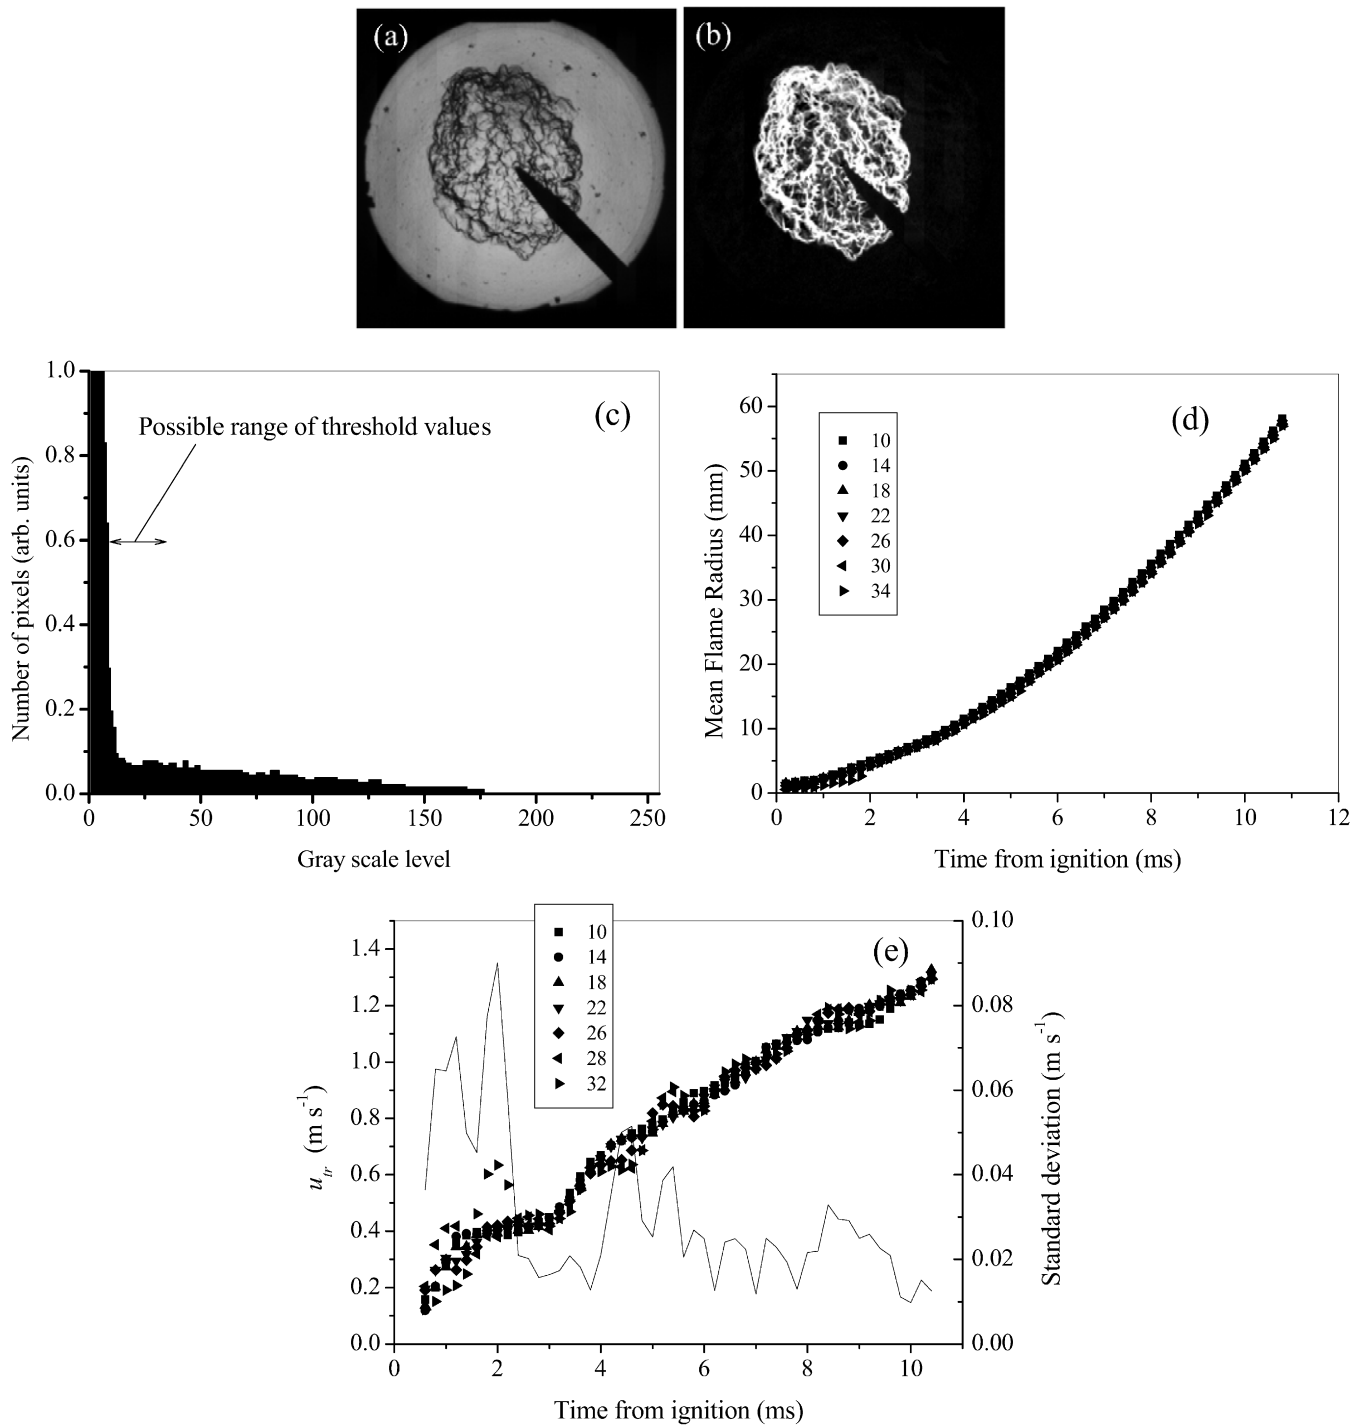 (a)
(b)
(c)
Possible range of threshold values
Number of pixels (arb. units)
1.0
0.8
0.6
0.4
0.2
0.0
0 50 100 150 200 250
Gray scale level
(d)
10
14
18
22
26
30
34
Mean Flame Radius (mm)
60
50
40
30
20
10
0
0 2 4 6 8 10 12
Time from ignition (ms)
(e)
10
14
18
22
26
28
32
u_tr (m s⁻¹)
1.4
1.2
1.0
0.8
0.6
0.4
0.2
0.0
0 2 4 6 8 10
Time from ignition (ms)
0.10
0.08
0.06
0.04
0.02
0.00
Standard deviation (m s⁻¹)